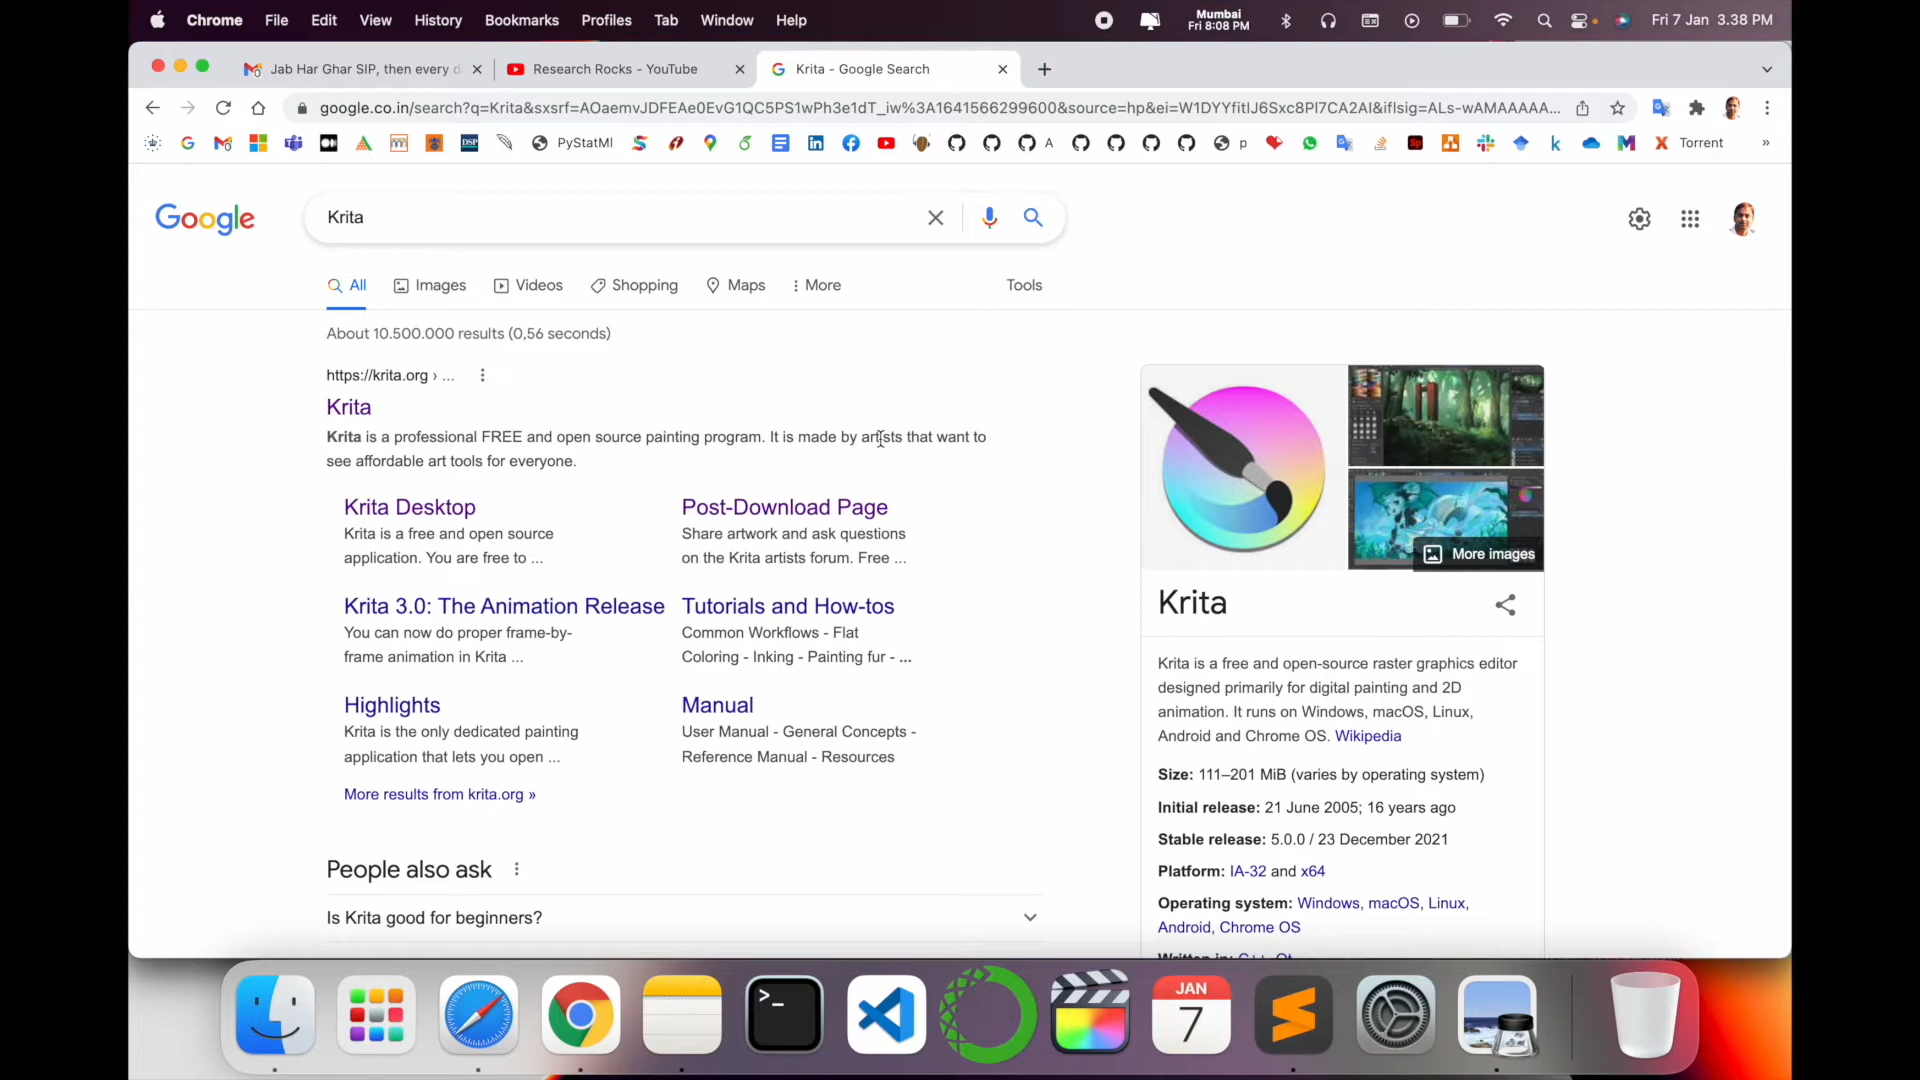 Chrome File Edit View History Bookmarks Profiles Tab Window Help
Mumbai
Fri 8:08 PM
Fri 7 Jan 3.38 PM
Jab Har Ghar SIP, then every
Research Rocks - YouTube
Krita - Google Search
google.co.in/search?q=Krita&sxsrf=AOaemvJDFEAe0EvG1QC5PS1wPh3e1dT_iw%3A1641566299600&source=hp&ei=W1DYYfitIJ6Sxc8Pl7CA2AI&iflsig=ALs-wAMAAAAA...
DSP
PyStatMl
A
p
Sp
k
Torrent
»
Google
Krita
All
Images
Videos
Shopping
Maps
More
Tools
About 10.500.000 results (0,56 seconds)
https://krita.org › ...
Krita
Krita is a professional FREE and open source painting program. It is made by artists that want to
see affordable art tools for everyone.
Krita Desktop
Krita is a free and open source
application. You are free to ...
Post-Download Page
Share artwork and ask questions
on the Krita artists forum. Free ...
Krita 3.0: The Animation Release
You can now do proper frame-by-
frame animation in Krita ...
Tutorials and How-tos
Common Workflows - Flat
Coloring - Inking - Painting fur - ...
Highlights
Krita is the only dedicated painting
application that lets you open ...
Manual
User Manual - General Concepts -
Reference Manual - Resources
More results from krita.org »
People also ask
Is Krita good for beginners?
More images
Krita
Krita is a free and open-source raster graphics editor
designed primarily for digital painting and 2D
animation. It runs on Windows, macOS, Linux,
Android and Chrome OS. Wikipedia
Size: 111–201 MiB (varies by operating system)
Initial release: 21 June 2005; 16 years ago
Stable release: 5.0.0 / 23 December 2021
Platform: IA-32 and x64
Operating system: Windows, macOS, Linux,
Android, Chrome OS
Written in: C++, Qt
>_
JAN
7